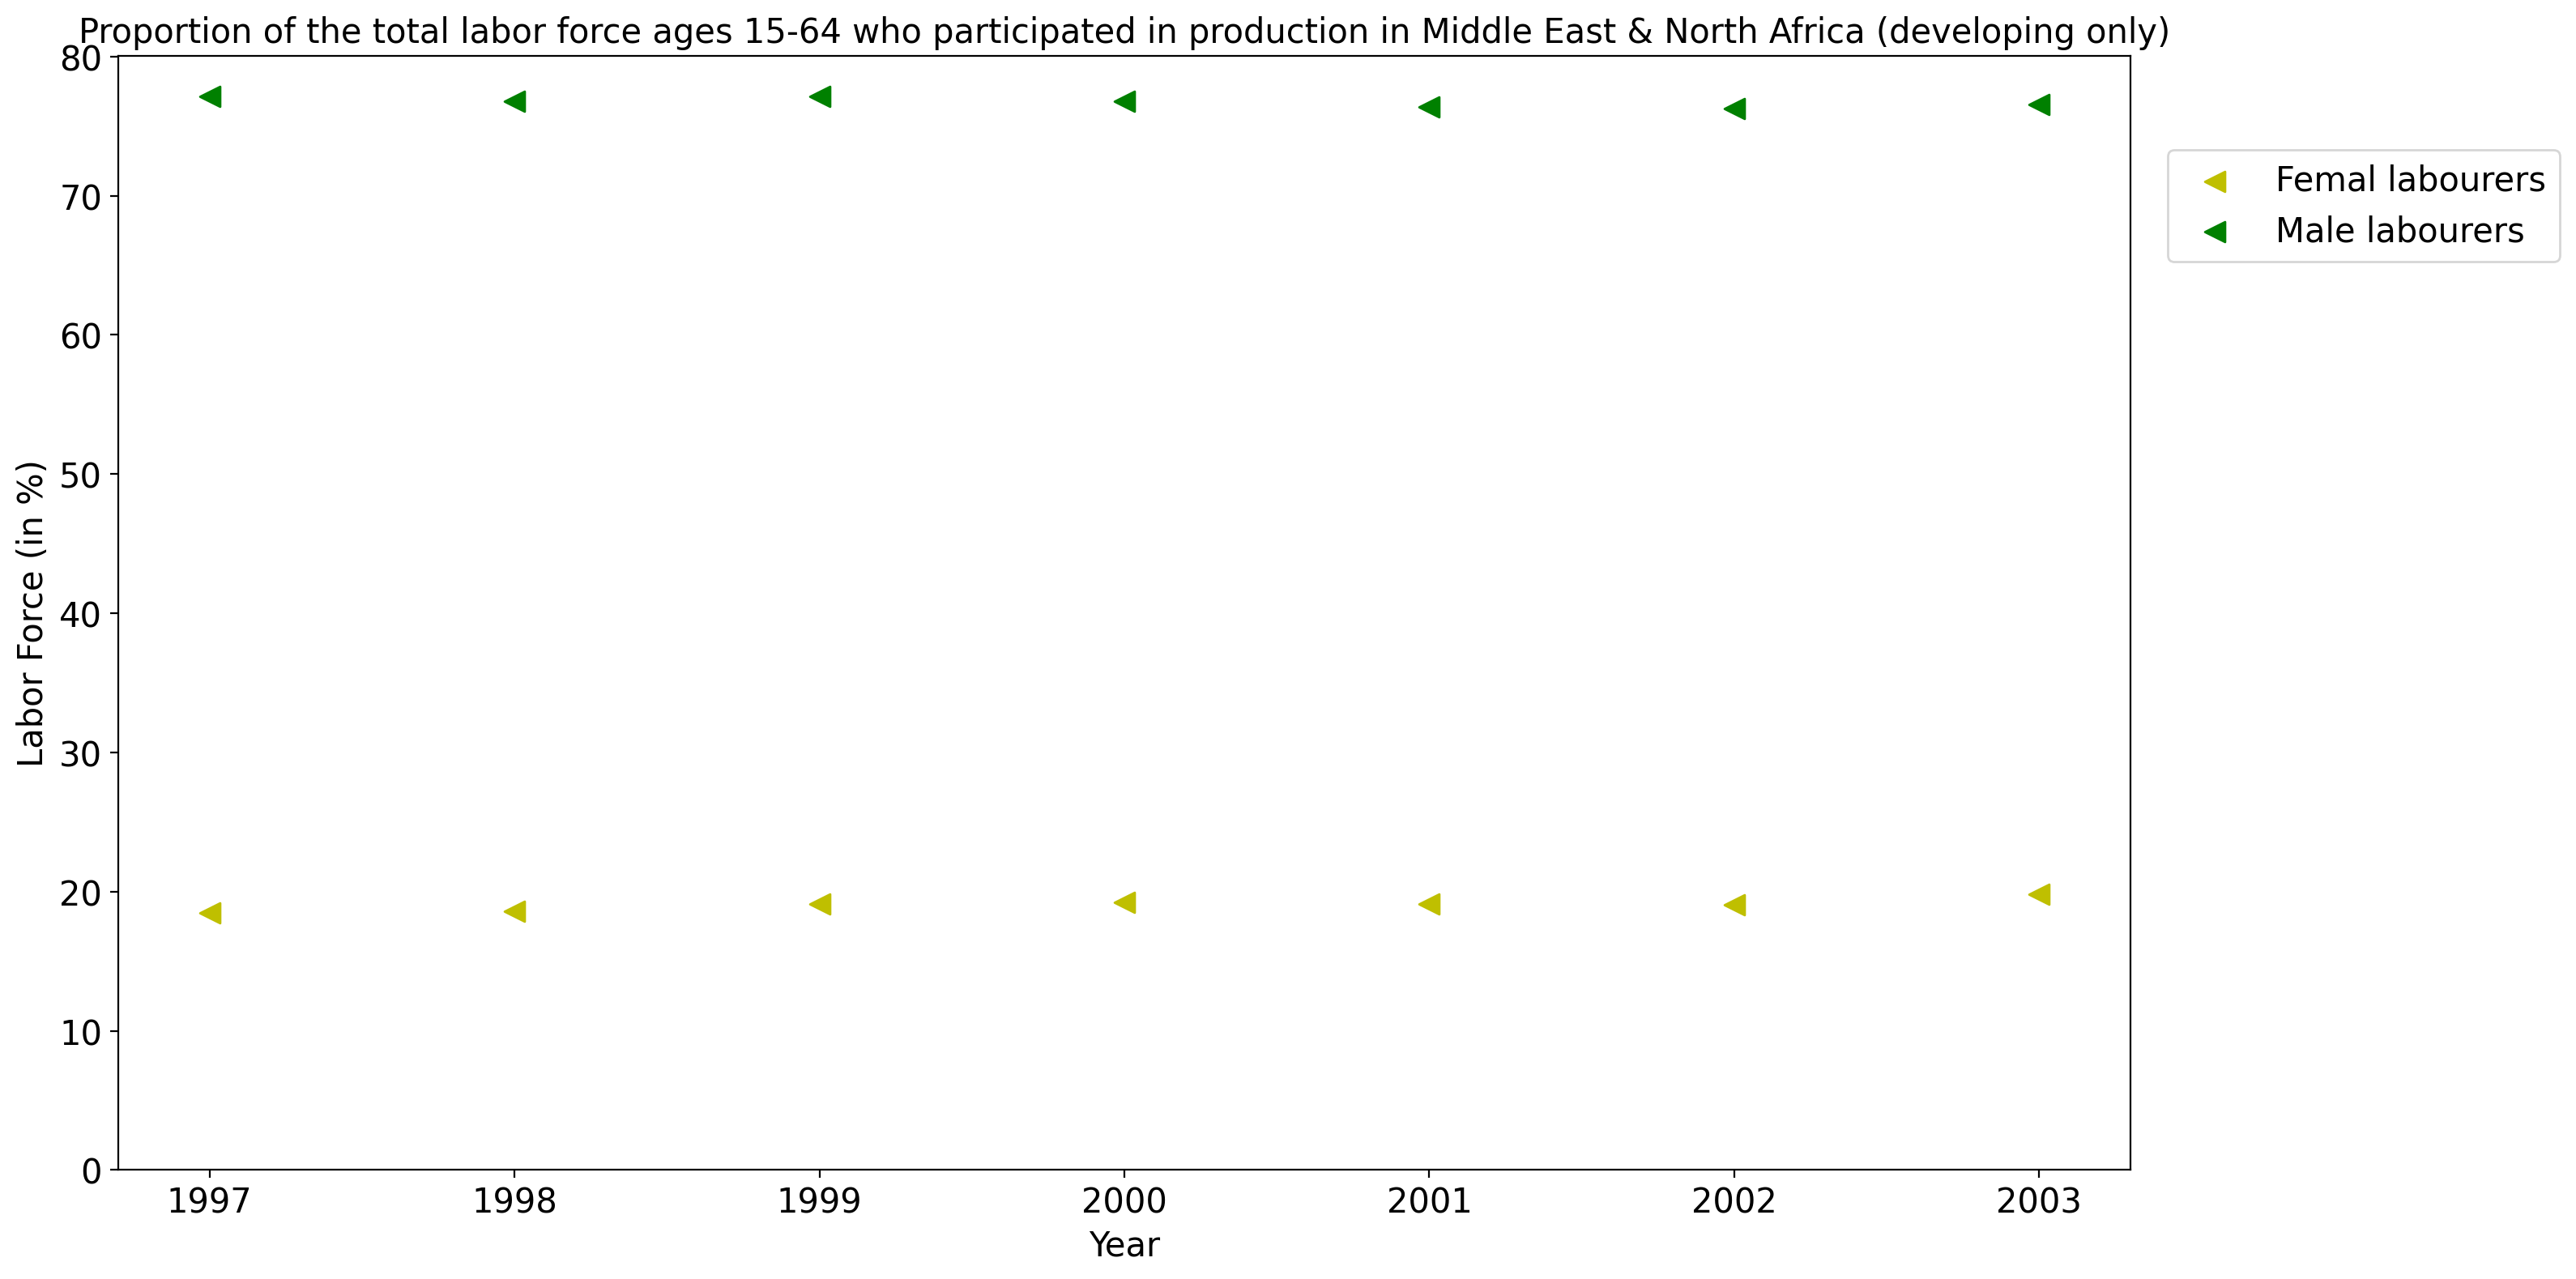 Proportion of the total labor force ages 15-64 who participated in production in Middle East & North Africa (developing only)
80
70
60
50
40
30
20
10
0
Labor Force (in %)
1997 1998 1999 2000 2001 2002 2003
Year
Femal labourers
Male labourers